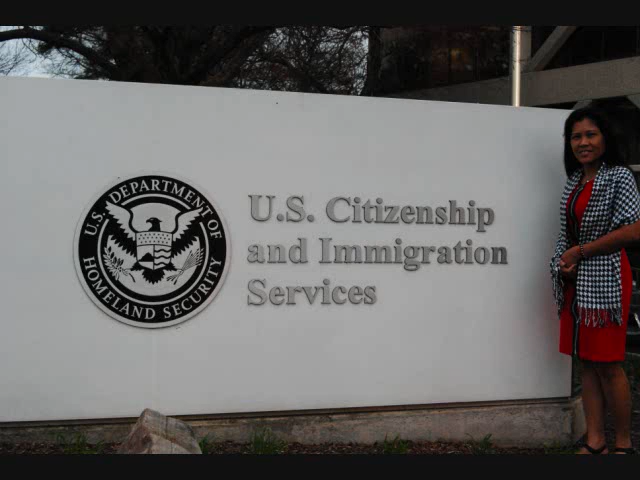 U.S. DEPARTMENT OF
HOMELAND SECURITY
U.S. Citizenship
and Immigration
Services